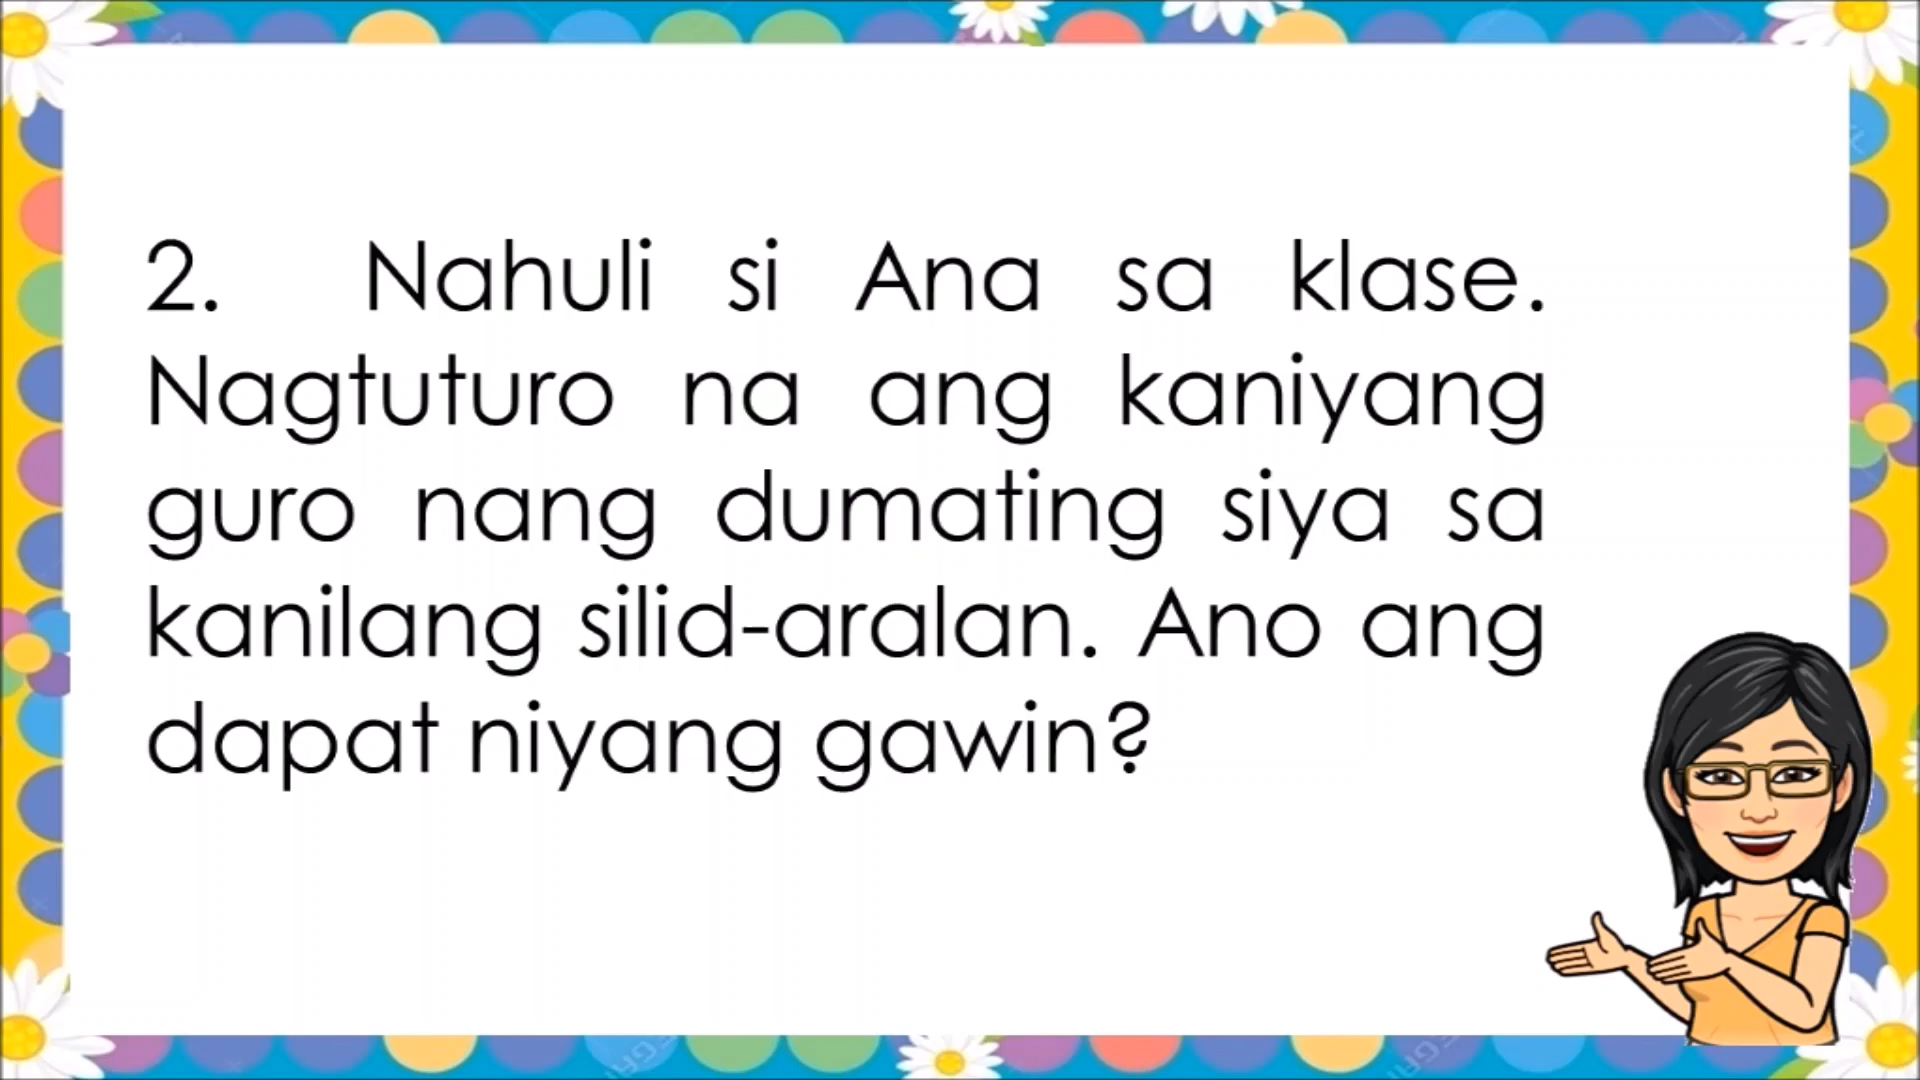 2. Nahuli si Ana sa klase.
Nagtuturo na ang kaniyang
guro nang dumating siya sa
kanilang silid-aralan. Ano ang
dapat niyang gawin?